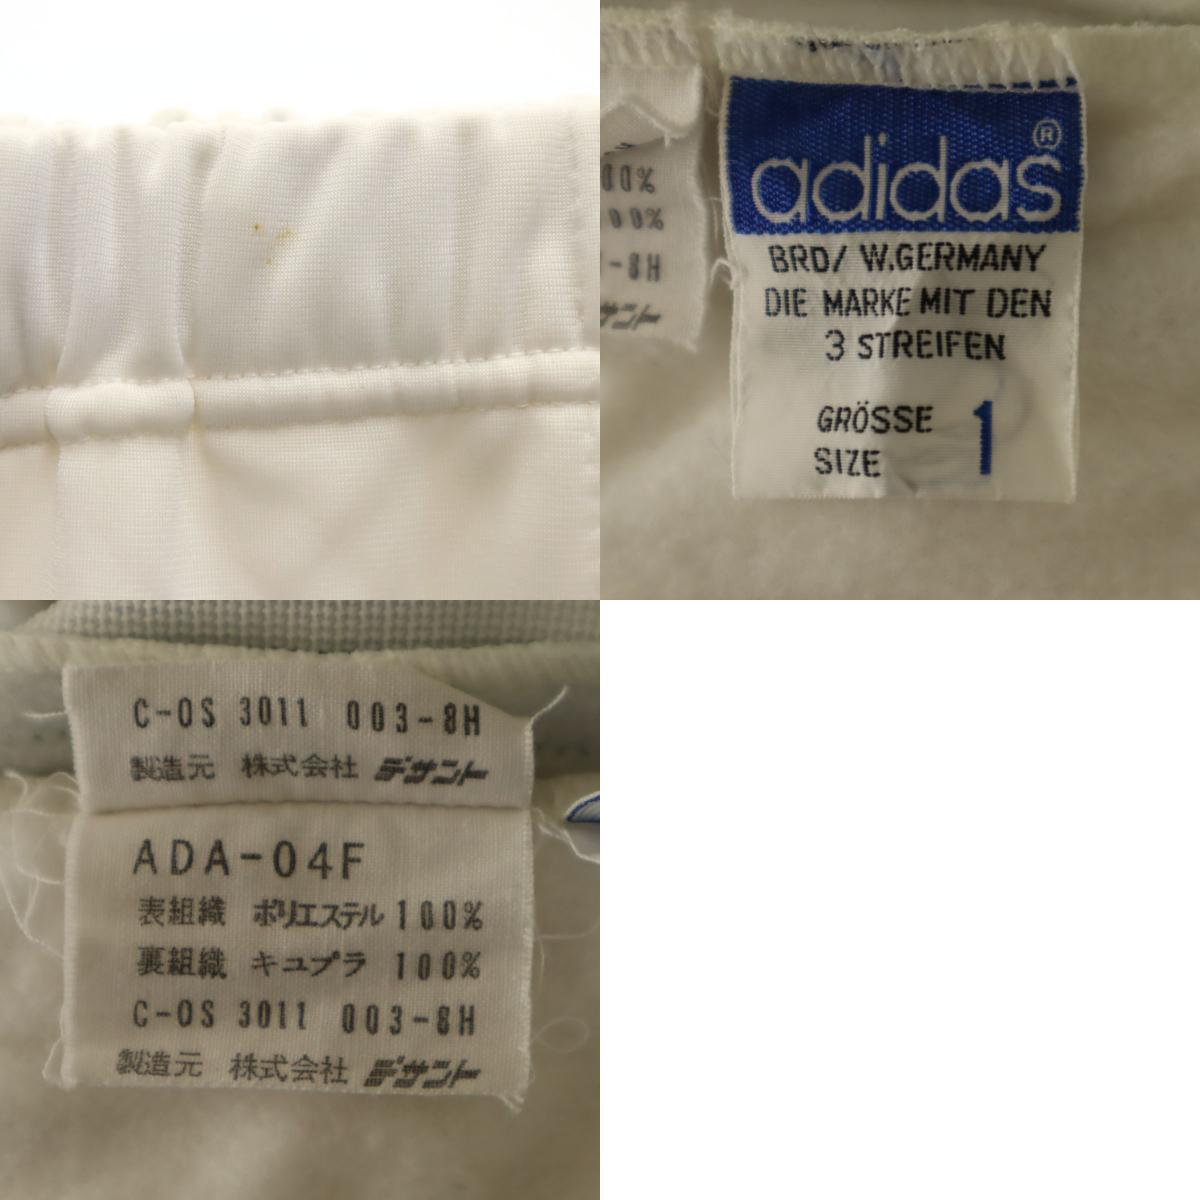 adidas®
BRD/ W.GERMANY
DIE MARKE MIT DEN
3 STREIFEN
GRÖSSE
SIZE 1
00%
00%
-8H
C-OS 3011 003-8H
製造元 株式会社 デサント
ADA-04F
表組織 ポリエステル 100%
裏組織 キュプラ 100%
C-OS 3011 003-8H
製造元 株式会社 デサント